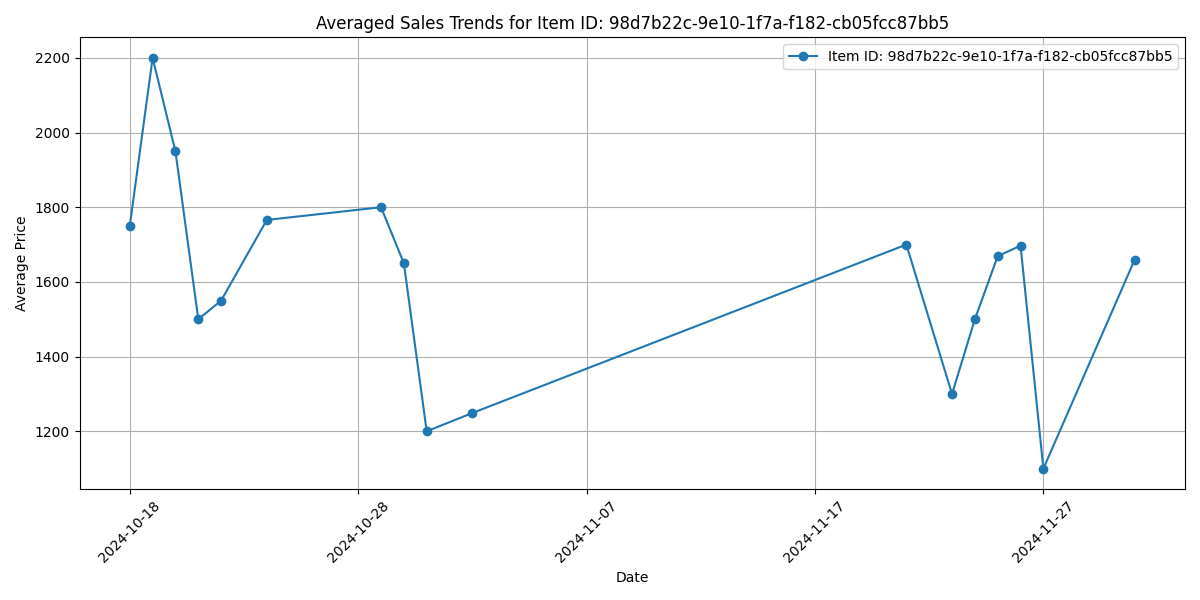 Averaged Sales Trends for Item ID: 98d7b22c-9e10-1f7a-f182-cb05fcc87bb5
Item ID: 98d7b22c-9e10-1f7a-f182-cb05fcc87bb5
Average Price
2200
2000
1800
1600
1400
1200
2024-10-18
2024-10-28
2024-11-07
2024-11-17
2024-11-27
Date